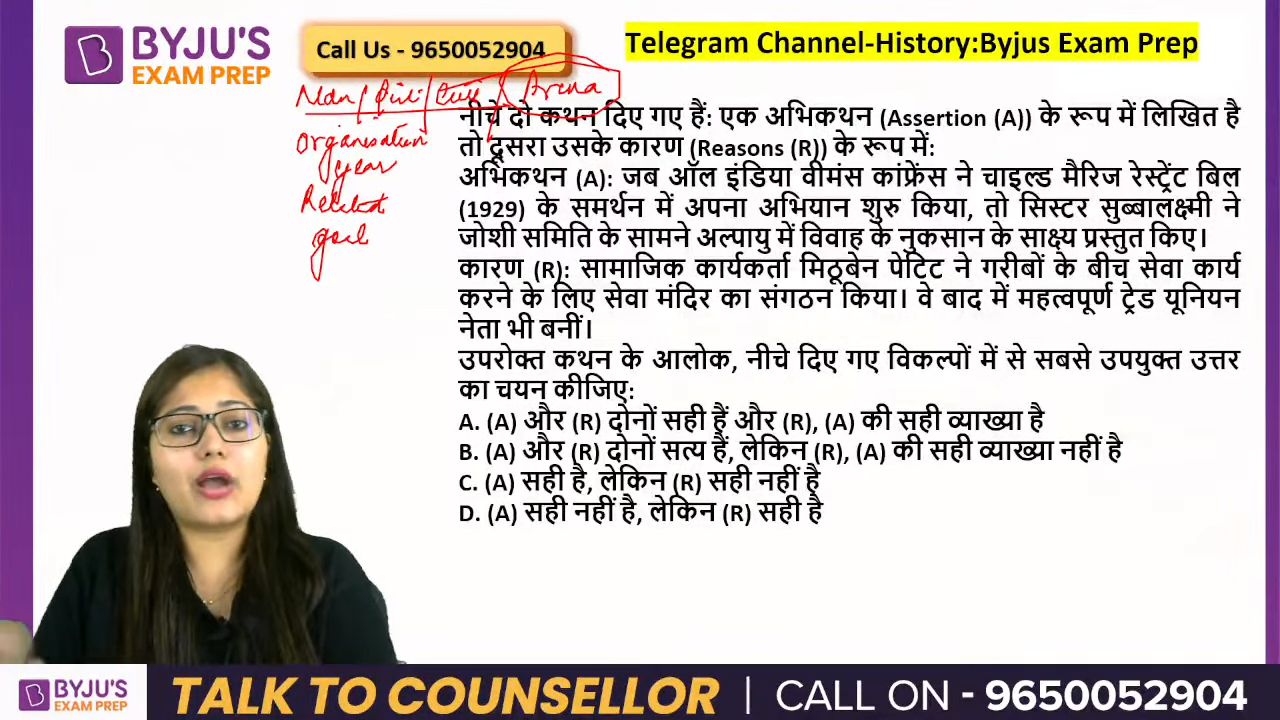 BYJU'S
EXAM PREP
Call Us - 9650052904
Telegram Channel-History:Byjus Exam Prep
Arena
organisation
year
Related
goal
नीचे दो कथन दिए गए हैं: एक अभिकथन (Assertion (A)) के रूप में लिखित है
तो दूसरा उसके कारण (Reasons (R)) के रूप में:
अभिकथन (A): जब ऑल इंडिया वीमंस कांफ्रेंस ने चाइल्ड मैरिज रेस्ट्रेंट बिल
(1929) के समर्थन में अपना अभियान शुरु किया, तो सिस्टर सुब्बालक्ष्मी ने
जोशी समिति के सामने अल्पायु में विवाह के नुकसान के साक्ष्य प्रस्तुत किए।
कारण (R): सामाजिक कार्यकर्ता मिठूबेन पेटिट ने गरीबों के बीच सेवा कार्य
करने के लिए सेवा मंदिर का संगठन किया। वे बाद में महत्वपूर्ण ट्रेड यूनियन
नेता भी बनीं।
उपरोक्त कथन के आलोक, नीचे दिए गए विकल्पों में से सबसे उपयुक्त उत्तर
का चयन कीजिए:
A. (A) और (R) दोनों सही हैं और (R), (A) की सही व्याख्या है
B. (A) और (R) दोनों सत्य हैं, लेकिन (R), (A) की सही व्याख्या नहीं है
C. (A) सही है, लेकिन (R) सही नहीं है
D. (A) सही नहीं है, लेकिन (R) सही है
BYJU'S
EXAM PREP
TALK TO COUNSELLOR | CALL ON - 9650052904